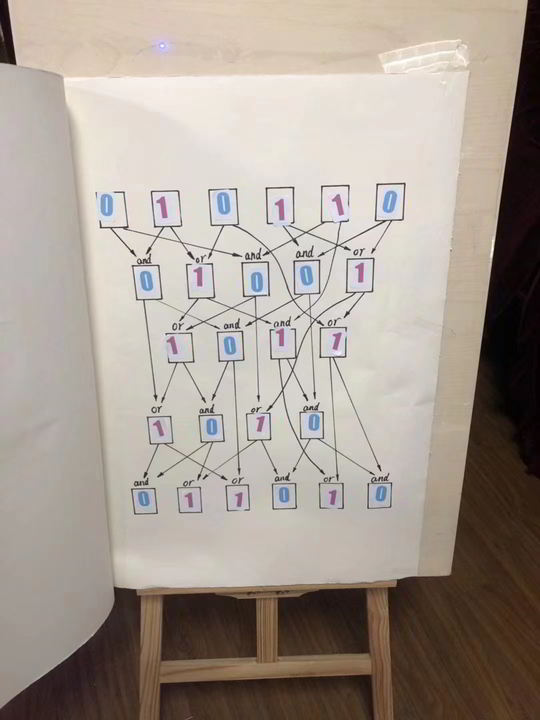 0 1 0 1 1 0
and or and and or
0 1 0 0 1
or and and or
1 0 1 1
or and or and
1 0 1 0
and or or and or and
0 1 1 0 1 0